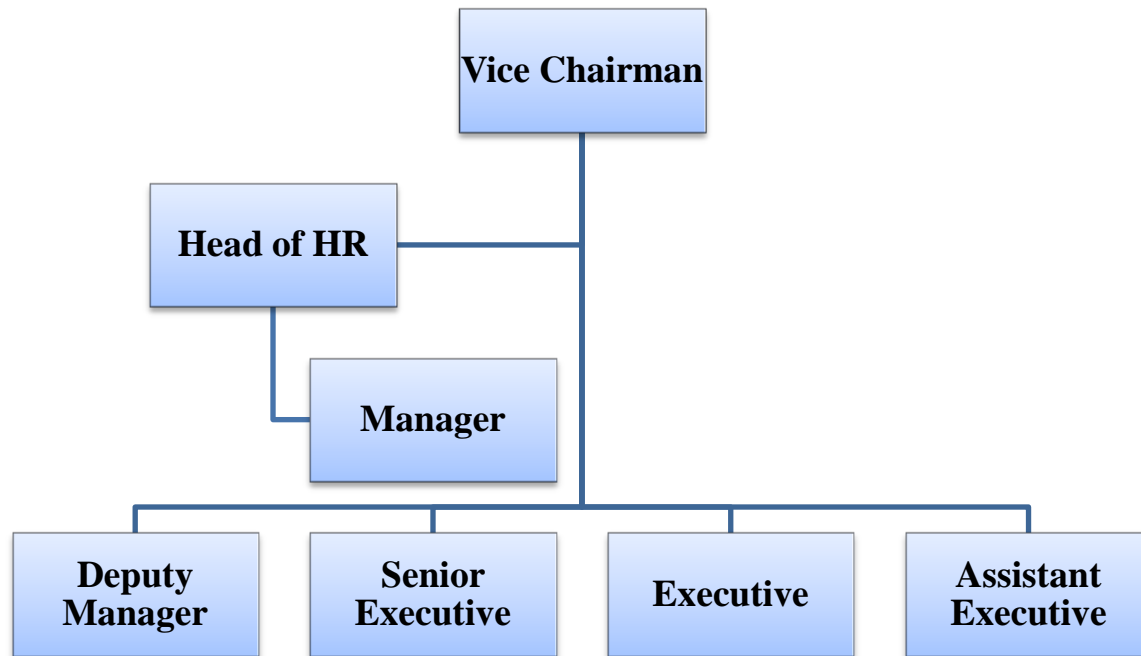 Vice Chairman
Head of HR
Manager
Deputy
Manager
Senior
Executive
Executive
Assistant
Executive